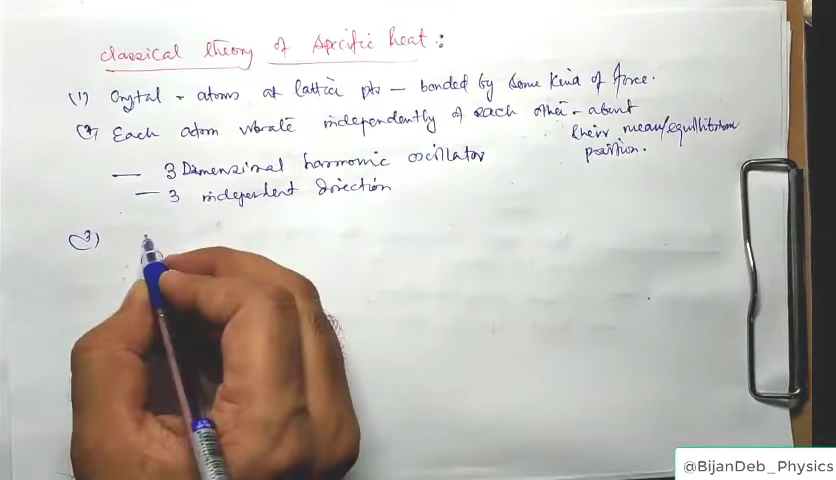 classical theory of specific heat:
(1) Crystal - atoms at lattice pts - bonded by some kind of force.
(2) Each atom vibrate independently of each other - about
their mean/equilibrium
position.
— 3 Dimensional harmonic oscillator
— 3 independent direction
(3)
@BijanDeb_Physics